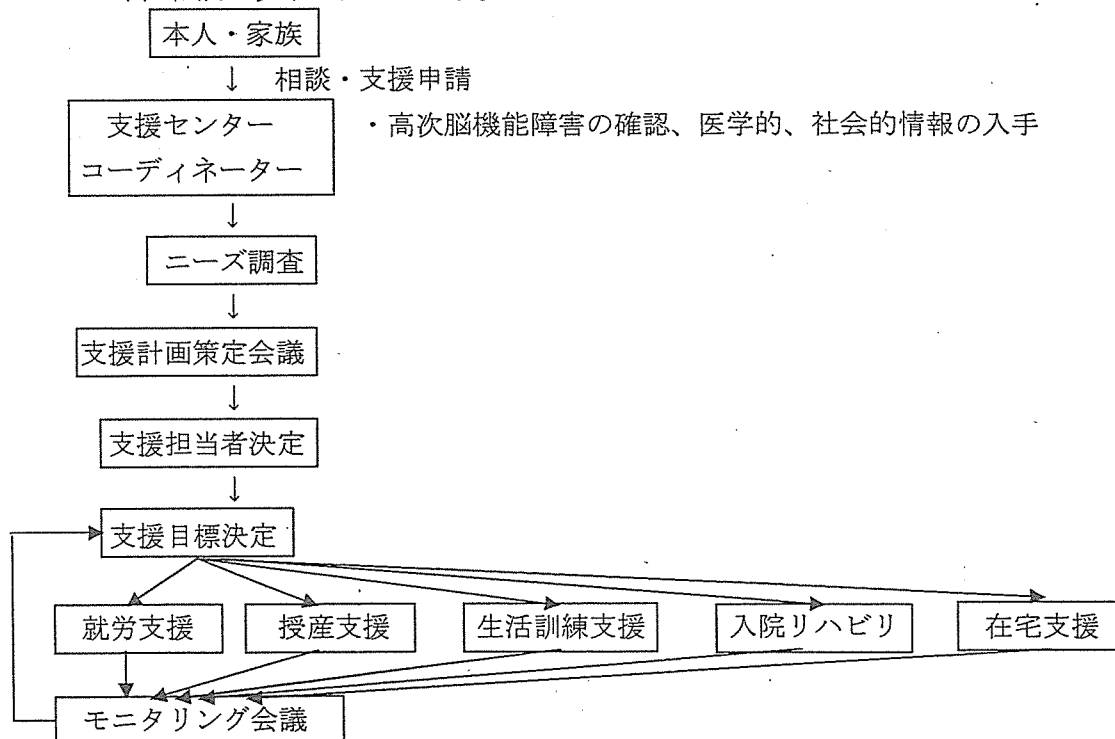 本人・家族
↓ 相談・支援申請
支援センター
コーディネーター
・高次脳機能障害の確認、医学的、社会的情報の入手
↓
ニーズ調査
↓
支援計画策定会議
↓
支援担当者決定
↓
支援目標決定
就労支援
授産支援
生活訓練支援
入院リハビリ
在宅支援
モニタリング会議